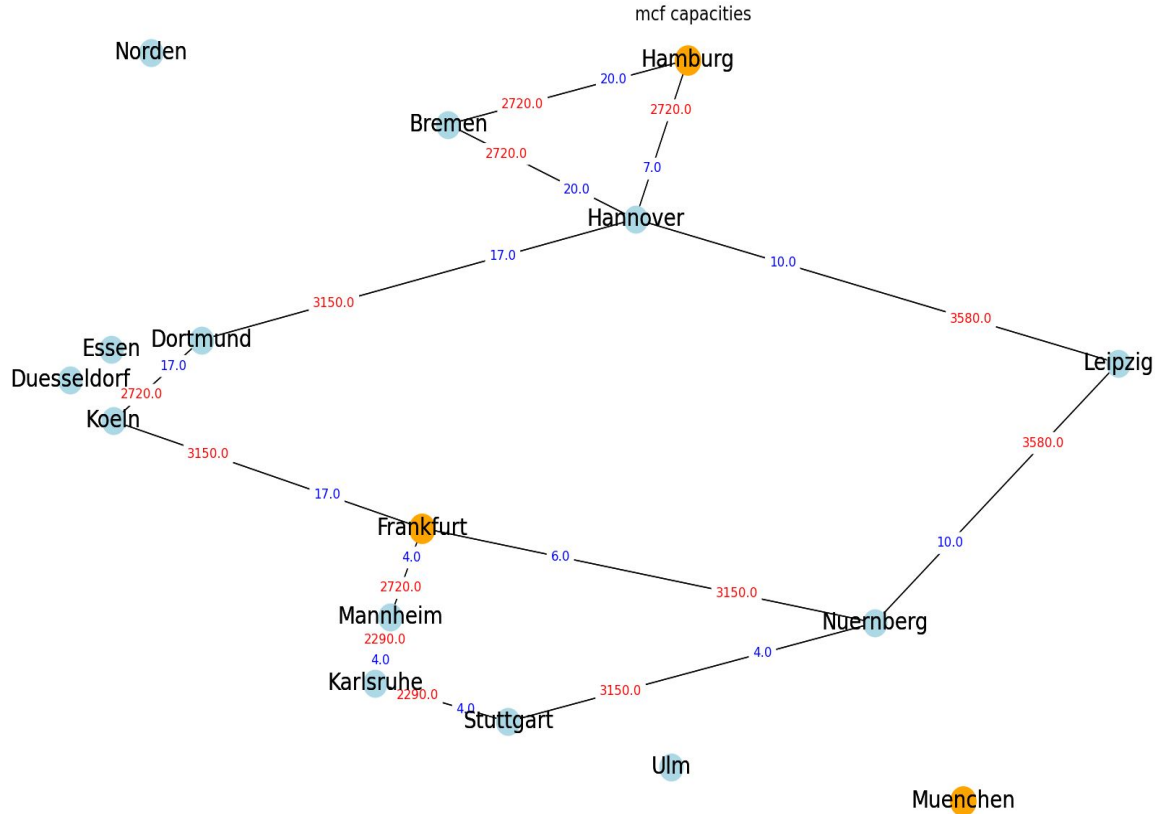 mcf capacities
Norden
Hamburg
20.0
2720.0
2720.0
Bremen
2720.0
7.0
20.0
Hannover
17.0
10.0
3150.0
3580.0
Dortmund
Essen
17.0
Leipzig
Duesseldorf
2720.0
Koeln
3580.0
3150.0
17.0
Frankfurt
10.0
4.0
6.0
2720.0
3150.0
Mannheim
Nuernberg
2290.0
4.0
4.0
Karlsruhe
2290.0
3150.0
4.0
Stuttgart
Ulm
Muenchen